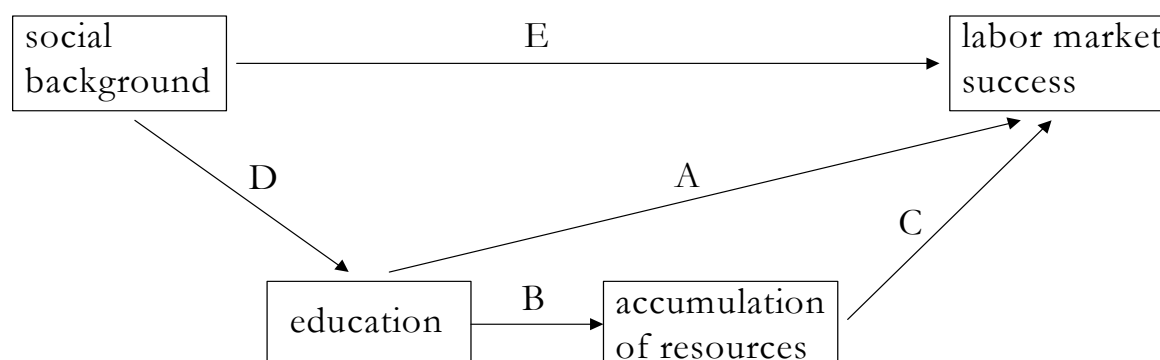 social
background
E
labor market
success
D
A
C
education
B
accumulation
of resources